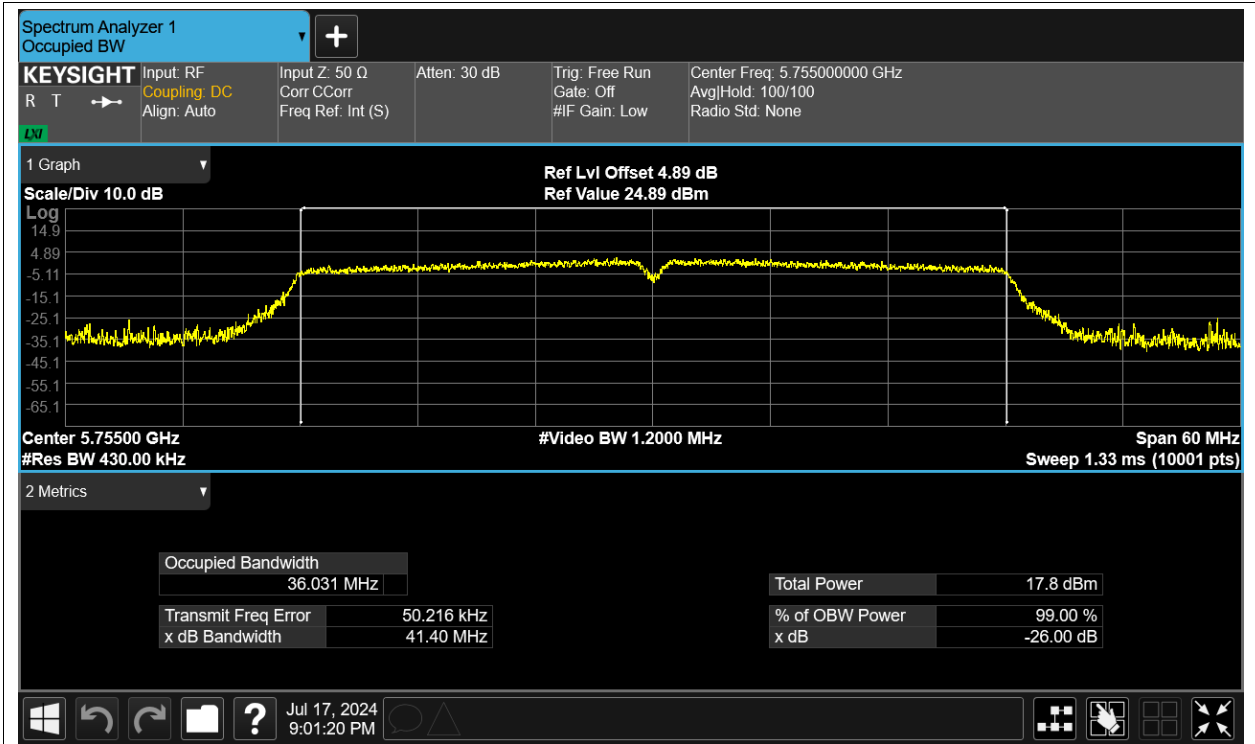 Spectrum Analyzer 1
Occupied BW
KEYSIGHT
R T
LXI
Input: RF
Coupling: DC
Align: Auto
Input Z: 50 Ω
Corr CCorr
Freq Ref: Int (S)
Atten: 30 dB
Trig: Free Run
Gate: Off
#IF Gain: Low
Center Freq: 5.755000000 GHz
Avg|Hold: 100/100
Radio Std: None
1 Graph
Scale/Div 10.0 dB
Ref Lvl Offset 4.89 dB
Ref Value 24.89 dBm
Log
14.9
4.89
-5.11
-15.1
-25.1
-35.1
-45.1
-55.1
-65.1
Center 5.75500 GHz
#Video BW 1.2000 MHz
Span 60 MHz
#Res BW 430.00 kHz
Sweep 1.33 ms (10001 pts)
2 Metrics
Occupied Bandwidth
36.031 MHz
Transmit Freq Error 50.216 kHz
x dB Bandwidth 41.40 MHz
Total Power 17.8 dBm
% of OBW Power 99.00 %
x dB -26.00 dB
?
Jul 17, 2024
9:01:20 PM